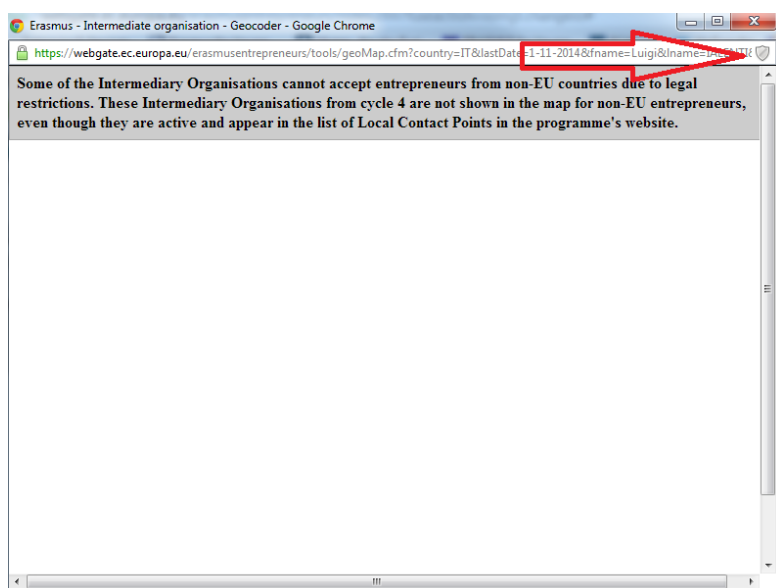 Erasmus - Intermediate organisation - Geocoder - Google Chrome
https://webgate.ec.europa.eu/erasmusentrepreneurs/tools/geoMap.cfm?country=IT&lastDate=1-11-2014&fname=Luigi&lname=
Some of the Intermediary Organisations cannot accept entrepreneurs from non-EU countries due to legal
restrictions. These Intermediary Organisations from cycle 4 are not shown in the map for non-EU entrepreneurs,
even though they are active and appear in the list of Local Contact Points in the programme's website.